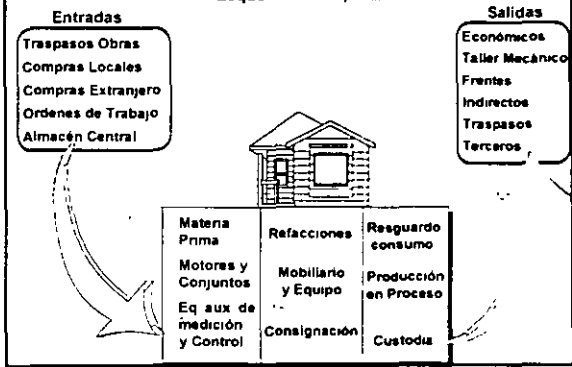 Entradas
Traspasos Obras
Compras Locales
Compras Extranjero
Ordenes de Trabajo
Almacén Central
Salidas
Económicos
Taller Mecánico
Frentes
Indirectos
Traspasos
Terceros
Materia
Prima
Motores y
Conjuntos
Eq aux de
medición
y Control
Refacciones
Mobiliario
y Equipo
Consignación
Resguardo
consumo
Producción
en Proceso
Custodia